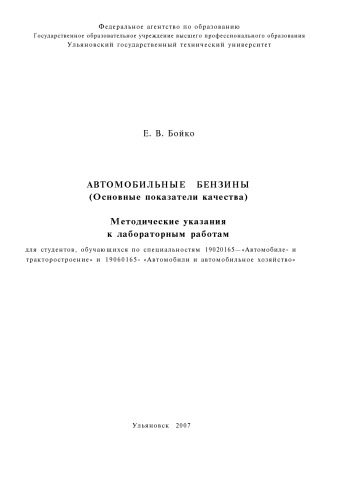 Федеральное агентство по образованию
Государственное образовательное учреждение высшего профессионального образования
Ульяновский государственный технический университет
Е. В. Бойко
АВТОМОБИЛЬНЫЕ БЕНЗИНЫ
(Основные показатели качества)
Методические указания
к лабораторным работам
для студентов, обучающихся по специальностям 19020165—«Автомобиле- и
тракторостроение» и 19060165- «Автомобили и автомобильное хозяйство»
Ульяновск 2007